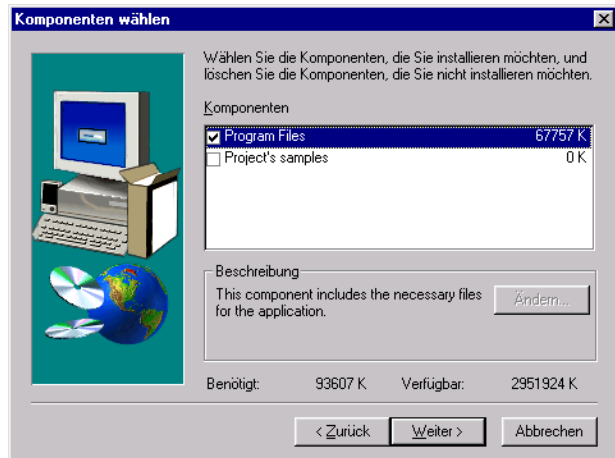 Komponenten wählen
Wählen Sie die Komponenten, die Sie installieren möchten, und
löschen Sie die Komponenten, die Sie nicht installieren möchten.
Komponenten
Program Files 67757 K
Project's samples 0 K
Beschreibung
This component includes the necessary files
for the application.
Ändern...
Benötigt: 93607 K Verfügbar: 2951924 K
< Zurück Weiter > Abbrechen